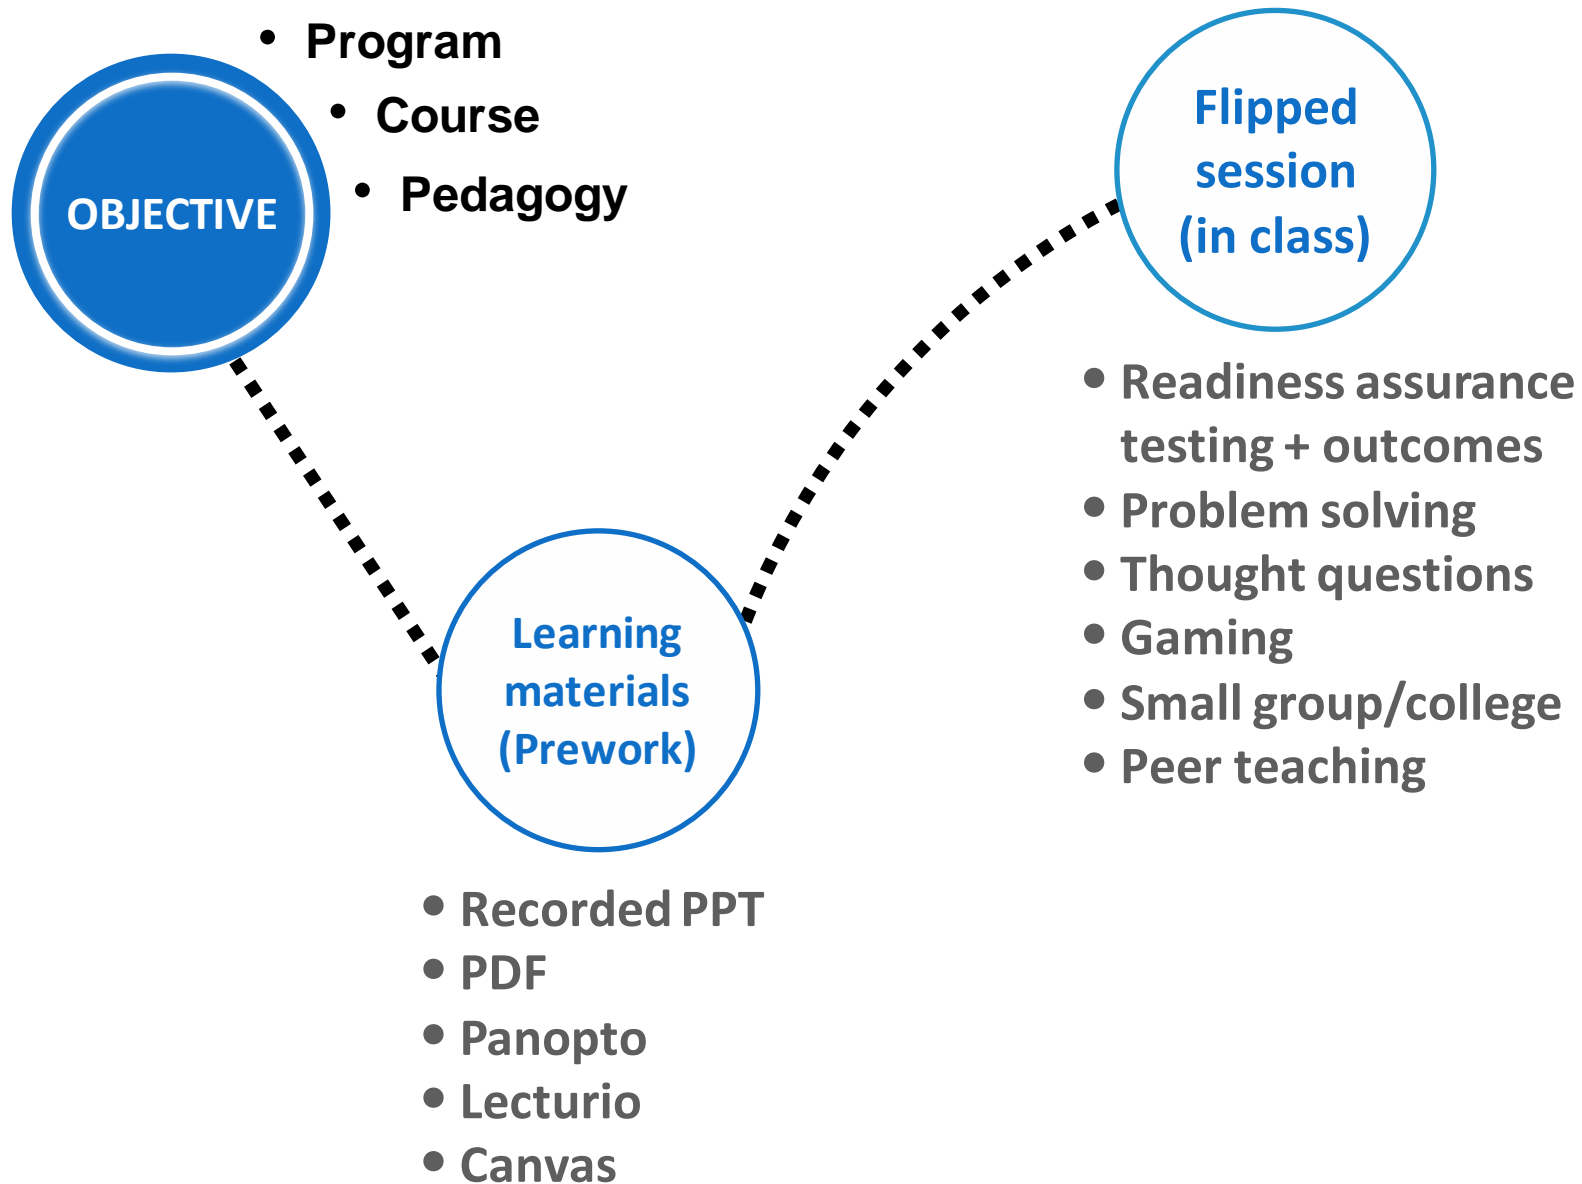 • Program
• Course
• Pedagogy
OBJECTIVE
Learning
materials
(Prework)
• Recorded PPT
• PDF
• Panopto
• Lecturio
• Canvas
Flipped
session
(in class)
• Readiness assurance
testing + outcomes
• Problem solving
• Thought questions
• Gaming
• Small group/college
• Peer teaching